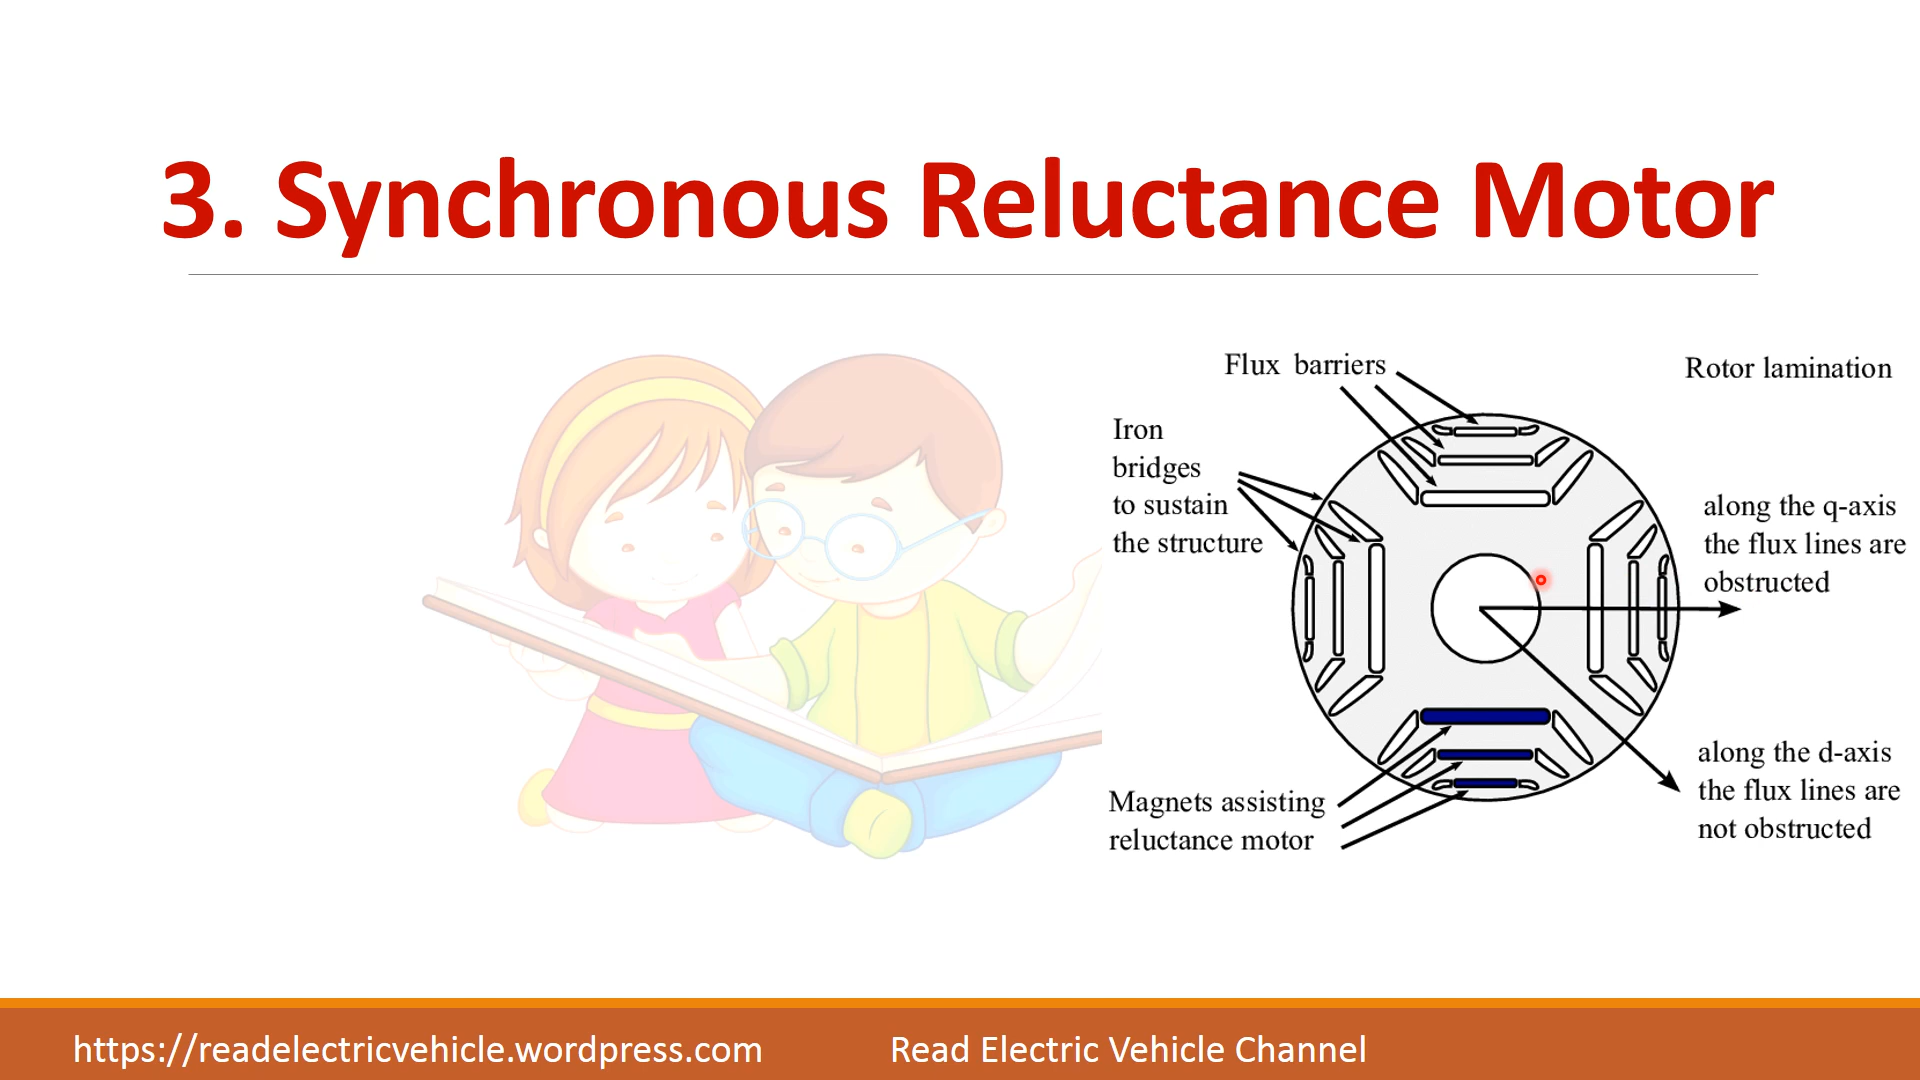 3. Synchronous Reluctance Motor
Flux barriers
Rotor lamination
Iron
bridges
to sustain
the structure
along the q-axis
the flux lines are
obstructed
along the d-axis
the flux lines are
not obstructed
Magnets assisting
reluctance motor
https://readelectricvehicle.wordpress.com
Read Electric Vehicle Channel